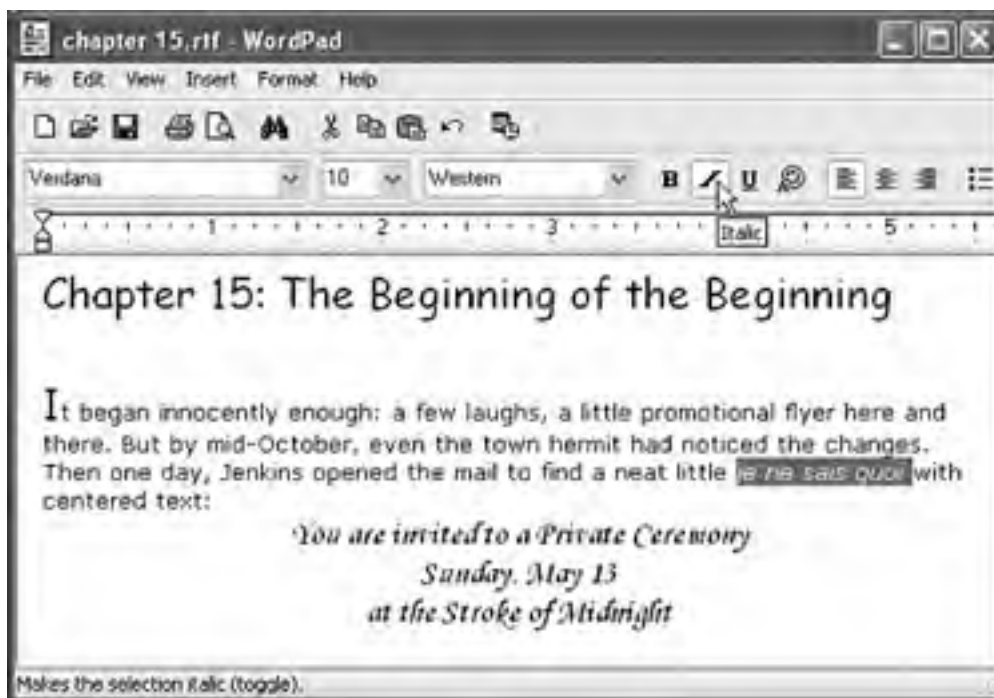 chapter 15.rtf - WordPad
File Edit View Insert Format Help
Verdana 10 Western B U
1 2 3 5
Italic
Chapter 15: The Beginning of the Beginning
It began innocently enough: a few laughs, a little promotional flyer here and
there. But by mid-October, even the town hermit had noticed the changes.
Then one day, Jenkins opened the mail to find a neat little je ne sais quoi with
centered text:
You are invited to a Private Ceremony
Sunday, May 13
at the Stroke of Midnight
Makes the selection italic (toggle).